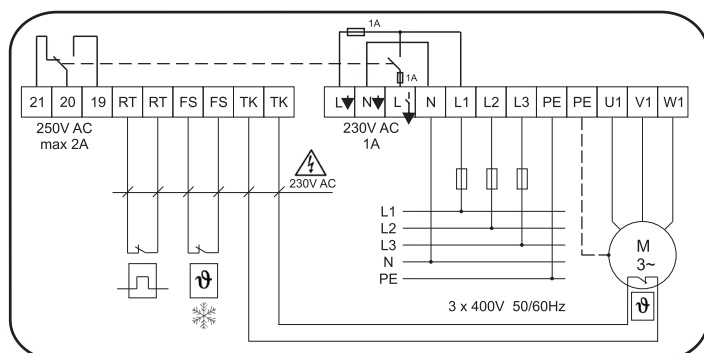 1A
1A
21 20 19 RT RT FS FS TK TK L N L N L1 L2 L3 PE PE U1 V1 W1
250V AC
max 2A
230V AC
1A
230V AC
L1
L2
L3
N
PE
M
3~
ϑ
ϑ
3 x 400V 50/60Hz